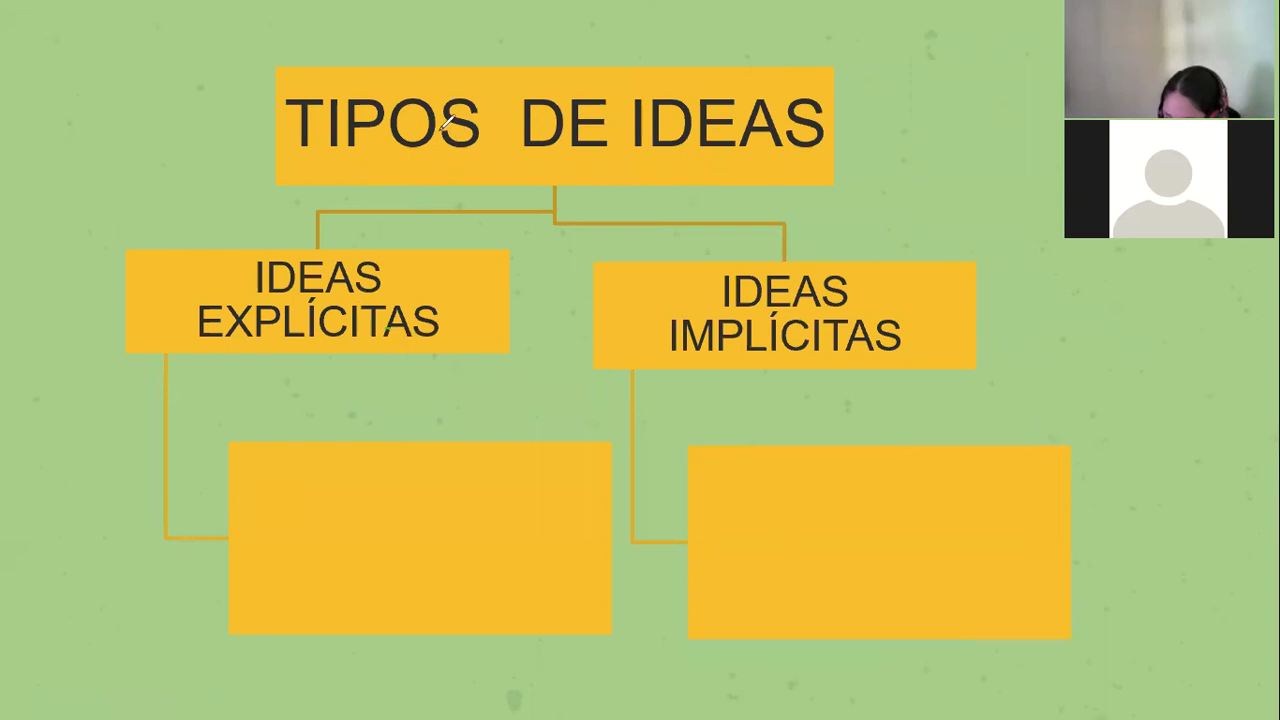 TIPOS DE IDEAS
IDEAS
EXPLÍCITAS
IDEAS
IMPLÍCITAS